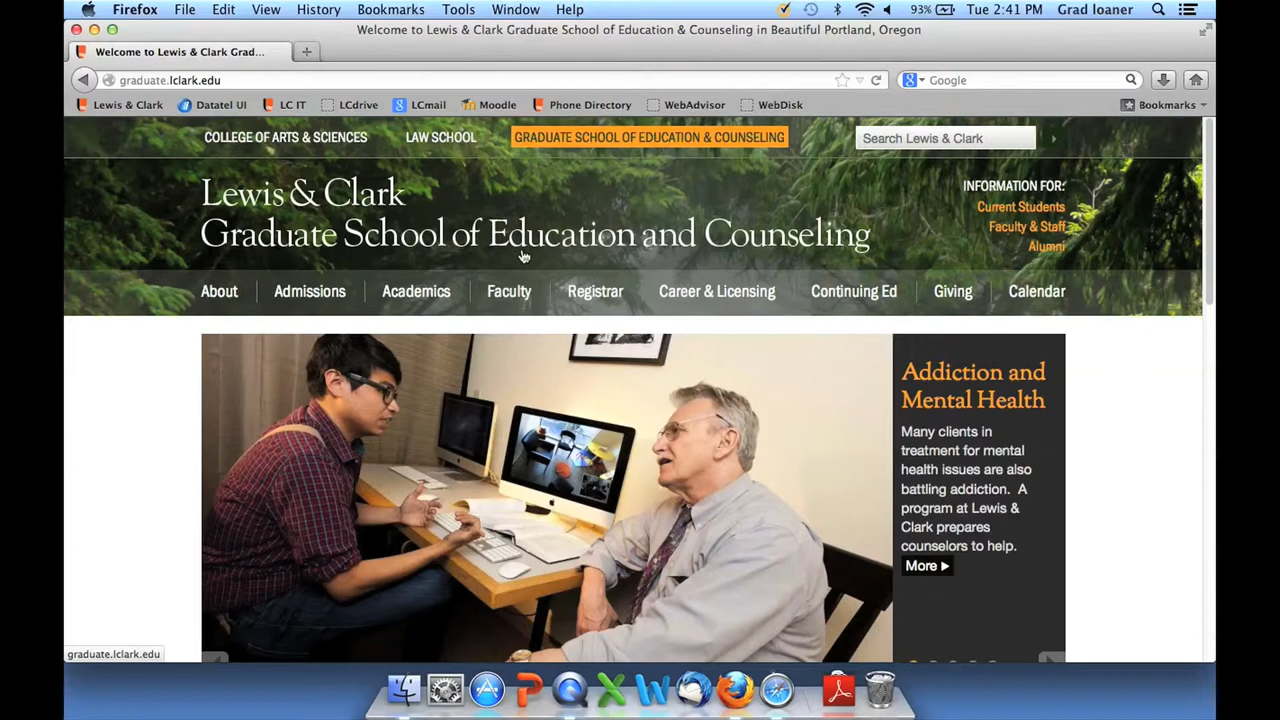 Firefox File Edit View History Bookmarks Tools Window Help 93% Tue 2:41 PM Grad loaner
Welcome to Lewis & Clark Graduate School of Education & Counseling in Beautiful Portland, Oregon
Welcome to Lewis & Clark Grad...
graduate.lclark.edu Google
Lewis & Clark Datatel UI LC IT LCdrive LCmail Moodle Phone Directory WebAdvisor WebDisk Bookmarks
COLLEGE OF ARTS & SCIENCES LAW SCHOOL GRADUATE SCHOOL OF EDUCATION & COUNSELING Search Lewis & Clark
Lewis & Clark
Graduate School of Education and Counseling
INFORMATION FOR:
Current Students
Faculty & Staff
Alumni
About Admissions Academics Faculty Registrar Career & Licensing Continuing Ed Giving Calendar
Addiction and
Mental Health
Many clients in
treatment for mental
health issues are also
battling addiction. A
program at Lewis &
Clark prepares
counselors to help.
More
graduate.lclark.edu